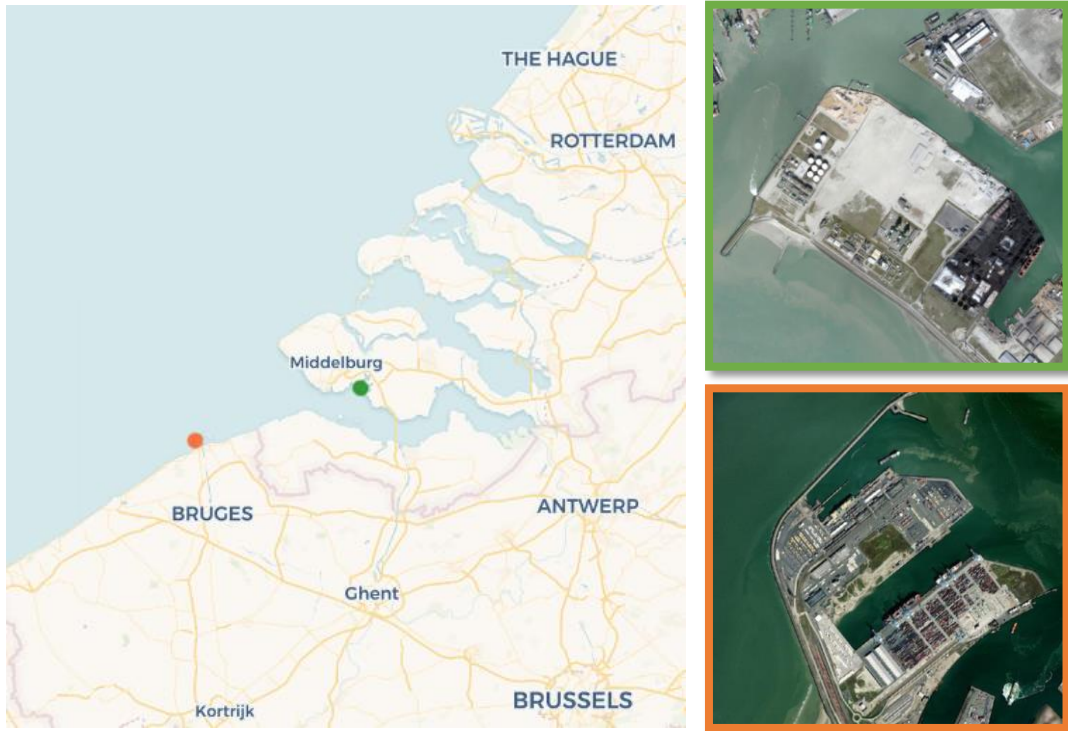 THE HAGUE
ROTTERDAM
Middelburg
BRUGES
ANTWERP
Ghent
BRUSSELS
Kortrijk